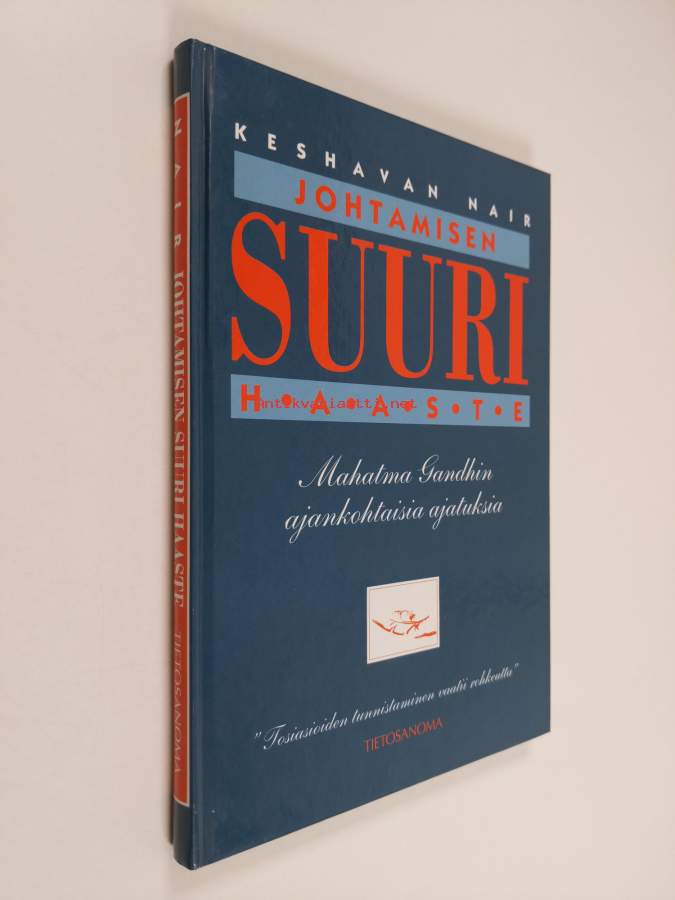 KESHAVAN NAIR
JOHTAMISEN
SUURI
H•A•A•S•T•E
antikvariaatti.net
Mahatma Gandhin
ajankohtaisia ajatuksia
"Tosiasioiden tunnistaminen vaatii rohkeutta"
TIETOSANOMA
NAIR JOHTAMISEN SUURI HAASTE TIETOSANOMA